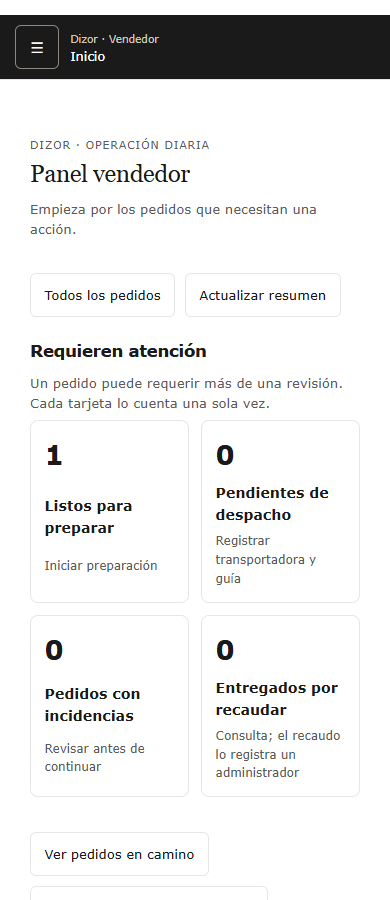 ☰
Dizor · Vendedor
Inicio
DIZOR · OPERACIÓN DIARIA
Panel vendedor
Empieza por los pedidos que necesitan una
acción.
Todos los pedidos
Actualizar resumen
Requieren atención
Un pedido puede requerir más de una revisión.
Cada tarjeta lo cuenta una sola vez.
1
Listos para
preparar
Iniciar preparación
0
Pendientes de
despacho
Registrar
transportadora y
guía
0
Pedidos con
incidencias
Revisar antes de
continuar
0
Entregados por
recaudar
Consulta; el recaudo
lo registra un
administrador
Ver pedidos en camino